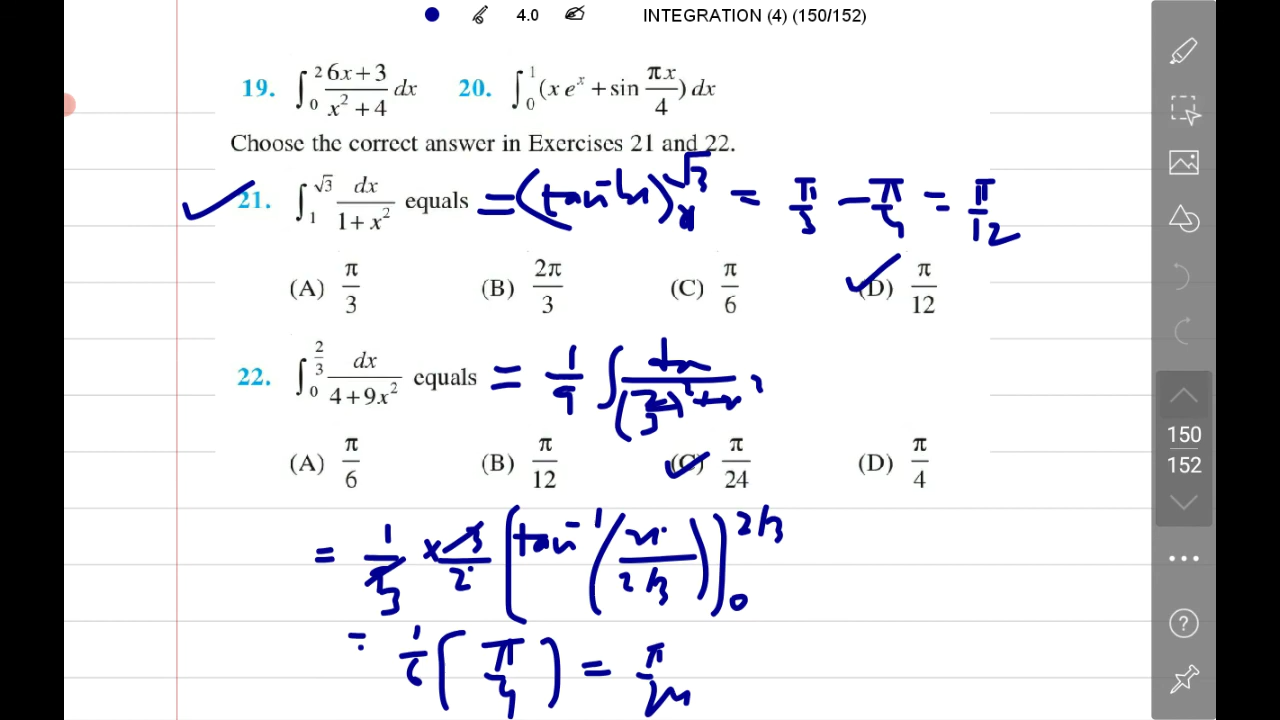 4.0 INTEGRATION (4) (150/152)
19. ∫₀² (6x+3)/(x²+4) dx 20. ∫₀¹ (x eˣ + sin πx/4) dx
Choose the correct answer in Exercises 21 and 22.
21. ∫₁^√3 dx/(1+x²) equals = (tan⁻¹x)₁^√3 = π/3 − π/4 = π/12
(A) π/3 (B) 2π/3 (C) π/6 (D) π/12
22. ∫₀^(2/3) dx/(4+9x²) equals = 1/9 ∫ dx/((2/3)²+x²)
(A) π/6 (B) π/12 (C) π/24 (D) π/4
= 1/9 3 × 3/2 [tan⁻¹(x/(2/3))]₀^2/3
= 1/6 (π/4) = π/24
150
152
?